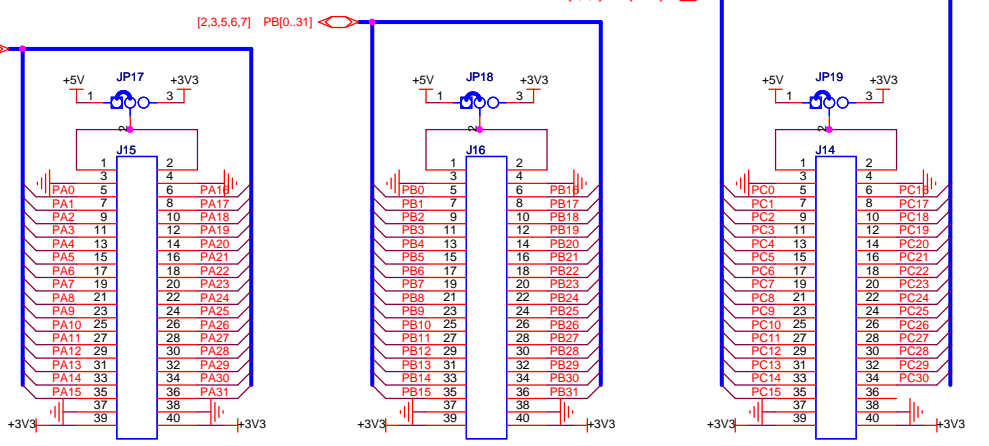 [2,3,5,6,7] PB[0..31]
+5V JP17 +3V3
1 3
2
J15
1 2
3 4
PA0 5 6 PA16
PA1 7 8 PA17
PA2 9 10 PA18
PA3 11 12 PA19
PA4 13 14 PA20
PA5 15 16 PA21
PA6 17 18 PA22
PA7 19 20 PA23
PA8 21 22 PA24
PA9 23 24 PA25
PA10 25 26 PA26
PA11 27 28 PA27
PA12 29 30 PA28
PA13 31 32 PA29
PA14 33 34 PA30
PA15 35 36 PA31
37 38
+3V3 39 40 +3V3
+5V JP18 +3V3
1 3
2
J16
1 2
3 4
PB0 5 6 PB16
PB1 7 8 PB17
PB2 9 10 PB18
PB3 11 12 PB19
PB4 13 14 PB20
PB5 15 16 PB21
PB6 17 18 PB22
PB7 19 20 PB23
PB8 21 22 PB24
PB9 23 24 PB25
PB10 25 26 PB26
PB11 27 28 PB27
PB12 29 30 PB28
PB13 31 32 PB29
PB14 33 34 PB30
PB15 35 36 PB31
37 38
+3V3 39 40 +3V3
+5V JP19 +3V3
1 3
2
J14
1 2
3 4
PC0 5 6 PC16
PC1 7 8 PC17
PC2 9 10 PC18
PC3 11 12 PC19
PC4 13 14 PC20
PC5 15 16 PC21
PC6 17 18 PC22
PC7 19 20 PC23
PC8 21 22 PC24
PC9 23 24 PC25
PC10 25 26 PC26
PC11 27 28 PC27
PC12 29 30 PC28
PC13 31 32 PC29
PC14 33 34 PC30
PC15 35 36
37 38
+3V3 39 40 +3V3